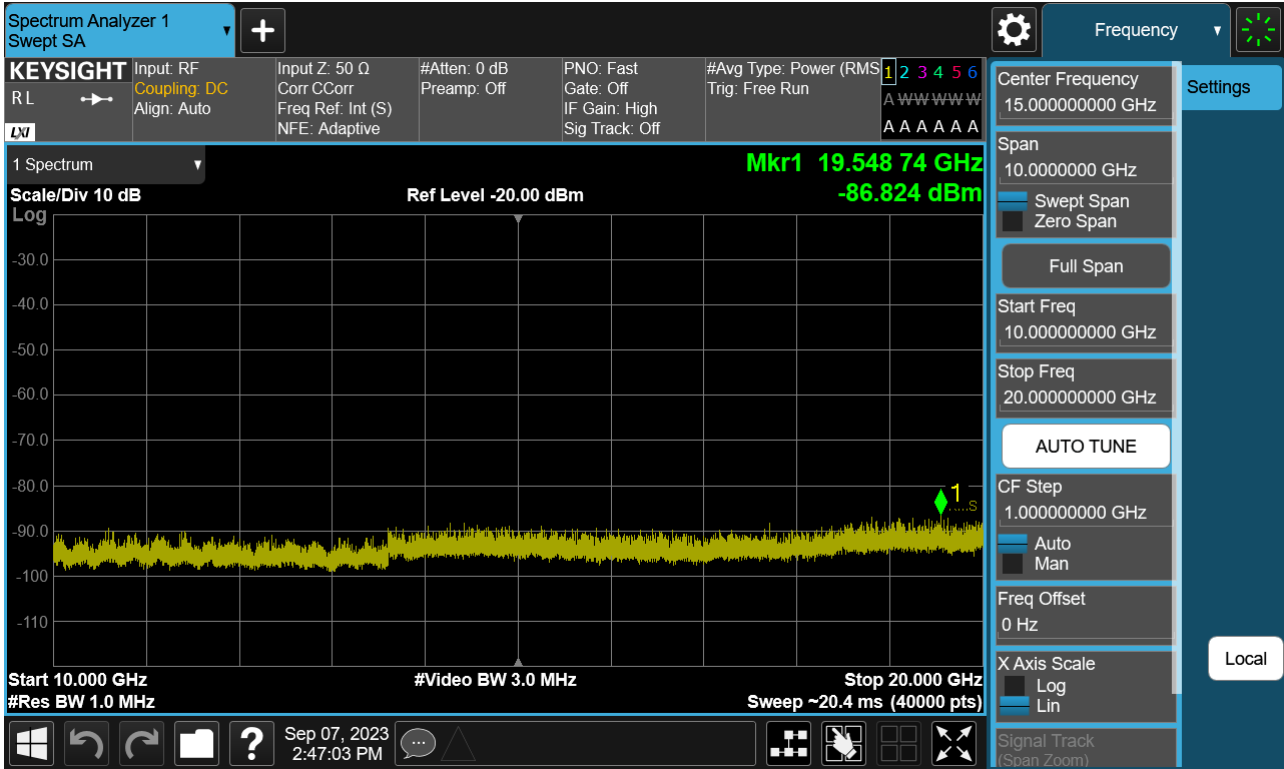 Spectrum Analyzer 1
Swept SA
Frequency
KEYSIGHT
R L
LXI
Input: RF
Coupling: DC
Align: Auto
Input Z: 50 Ω
Corr CCorr
Freq Ref: Int (S)
NFE: Adaptive
#Atten: 0 dB
Preamp: Off
PNO: Fast
Gate: Off
IF Gain: High
Sig Track: Off
#Avg Type: Power (RMS
Trig: Free Run
1 2 3 4 5 6
A W W W W W
A A A A A A
1 Spectrum
Scale/Div 10 dB
Log
Ref Level -20.00 dBm
Mkr1 19.548 74 GHz
-86.824 dBm
-30.0
-40.0
-50.0
-60.0
-70.0
-80.0
-90.0
-100
-110
1
S
Start 10.000 GHz
#Res BW 1.0 MHz
#Video BW 3.0 MHz
Stop 20.000 GHz
Sweep ~20.4 ms (40000 pts)
Sep 07, 2023
2:47:03 PM
Center Frequency
15.000000000 GHz
Span
10.0000000 GHz
Swept Span
Zero Span
Full Span
Start Freq
10.000000000 GHz
Stop Freq
20.000000000 GHz
AUTO TUNE
CF Step
1.000000000 GHz
Auto
Man
Freq Offset
0 Hz
X Axis Scale
Log
Lin
Signal Track
(Span Zoom)
Settings
Local